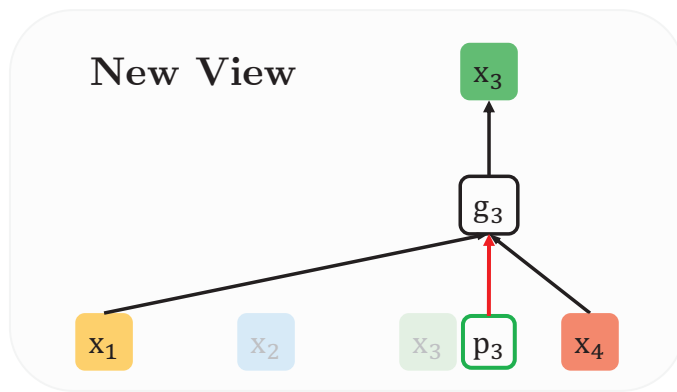 New View
x₃
g₃
x₁ x₂ x₃ p₃ x₄